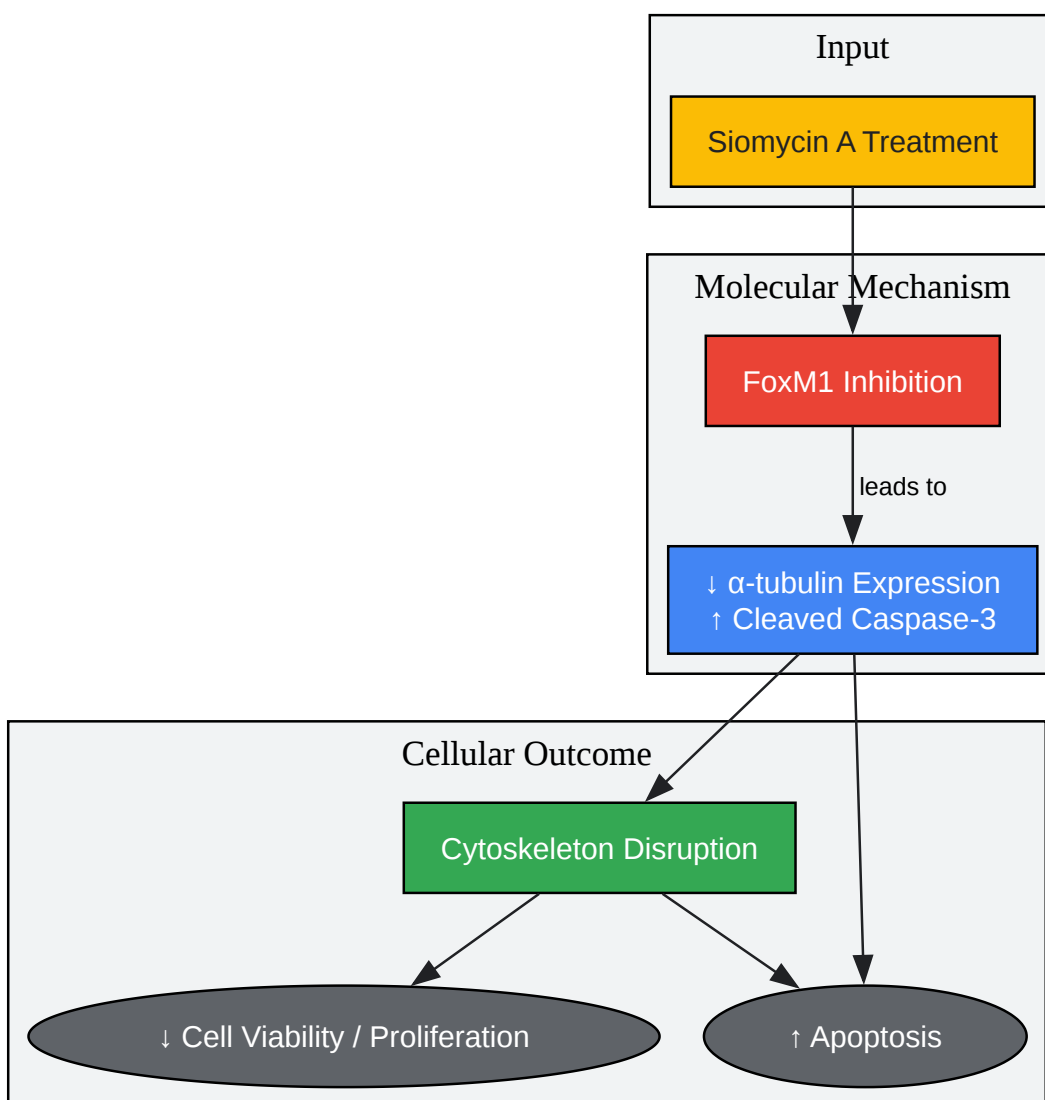 Input
Siomycin A Treatment
Molecular Mechanism
FoxM1 Inhibition
leads to
↓ α-tubulin Expression
↑ Cleaved Caspase-3
Cellular Outcome
Cytoskeleton Disruption
↓ Cell Viability / Proliferation
↑ Apoptosis